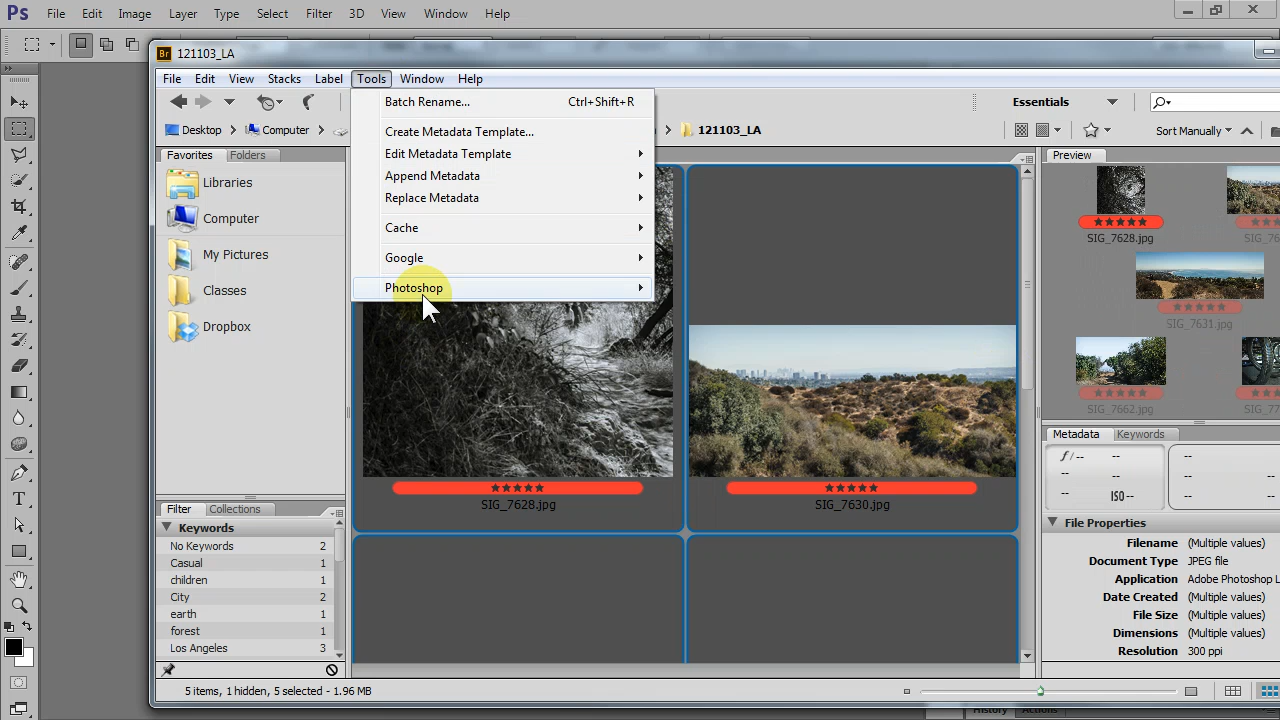 Ps File Edit Image Layer Type Select Filter 3D View Window Help
Br 121103_LA
File Edit View Stacks Label Tools Window Help
Batch Rename... Ctrl+Shift+R
Essentials
Desktop Computer 121103_LA Sort Manually
Create Metadata Template...
Edit Metadata Template
Append Metadata
Replace Metadata
Cache
Google
Photoshop
Favorites Folders
Libraries
Computer
My Pictures
Classes
Dropbox
Filter Collections
Keywords
No Keywords 2
Casual 1
children 1
City 2
earth 1
forest 1
Los Angeles 3
SIG_7628.jpg
SIG_7630.jpg
Preview
SIG_7628.jpg
SIG_7631.jpg
SIG_7662.jpg
Metadata Keywords
ƒ/-- --
--
-- ISO--
--
-- --
-- --
File Properties
Filename (Multiple values)
Document Type JPEG file
Application Adobe Photoshop L
Date Created (Multiple values)
File Size (Multiple values)
Dimensions (Multiple values)
Resolution 300 ppi
5 items, 1 hidden, 5 selected - 1.96 MB
History Actions